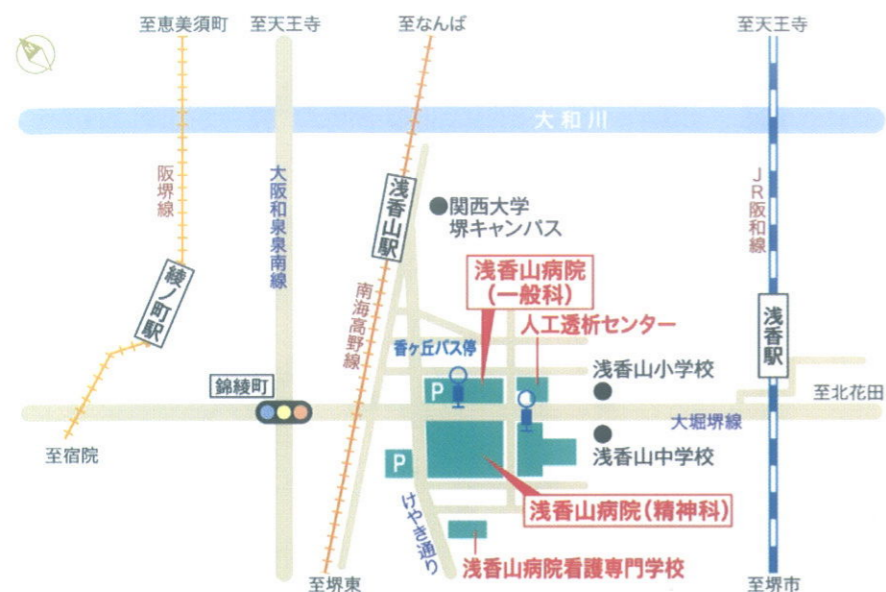 至恵美須町
至天王寺
至なんば
至天王寺
大和川
阪堺線
大阪和泉泉南線
浅香山駅
JR阪和線
関西大学
堺キャンパス
浅香山病院
(一般科)
綾ノ町駅
南海高野線
人工透析センター
浅香駅
香ヶ丘バス停
浅香山小学校
錦綾町
P
至北花田
大堀堺線
至宿院
P
浅香山中学校
けやき通り
浅香山病院(精神科)
浅香山病院看護専門学校
至堺東
至堺市